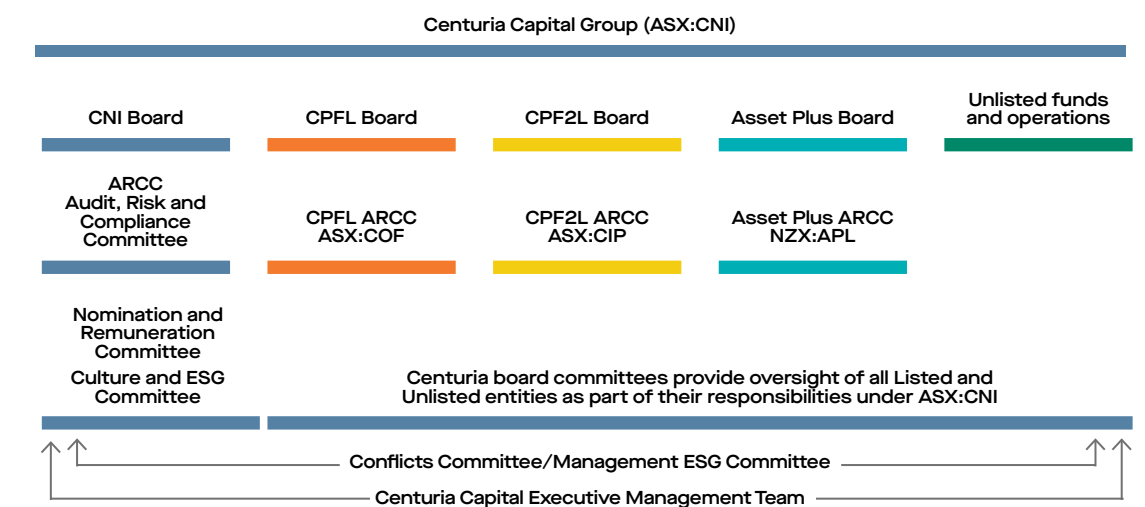 Centuria Capital Group (ASX:CNI)
CNI Board
CPFL Board
CPF2L Board
Asset Plus Board
Unlisted funds
and operations
ARCC
Audit, Risk and
Compliance
Committee
CPFL ARCC
ASX:COF
CPF2L ARCC
ASX:CIP
Asset Plus ARCC
NZX:APL
Nomination and
Remuneration
Committee
Culture and ESG
Committee
Centuria board committees provide oversight of all Listed and
Unlisted entities as part of their responsibilities under ASX:CNI
Conflicts Committee/Management ESG Committee
Centuria Capital Executive Management Team